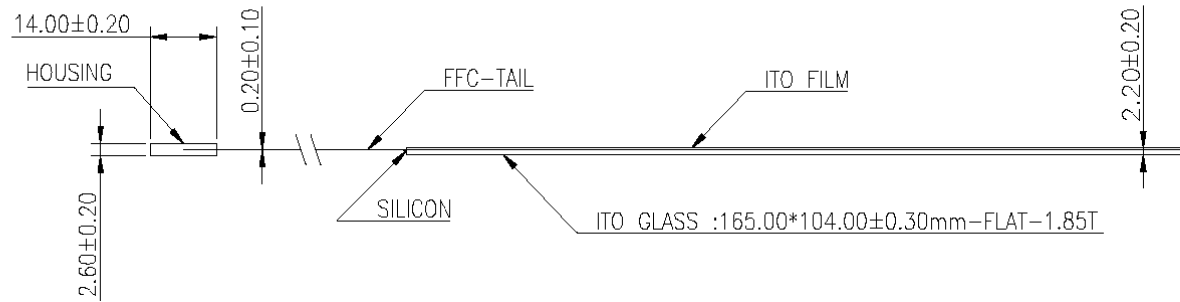 14.00±0.20
HOUSING
0.20±0.10
FFC-TAIL
ITO FILM
2.20±0.20
2.60±0.20
SILICON
ITO GLASS :165.00*104.00±0.30mm-FLAT-1.85T